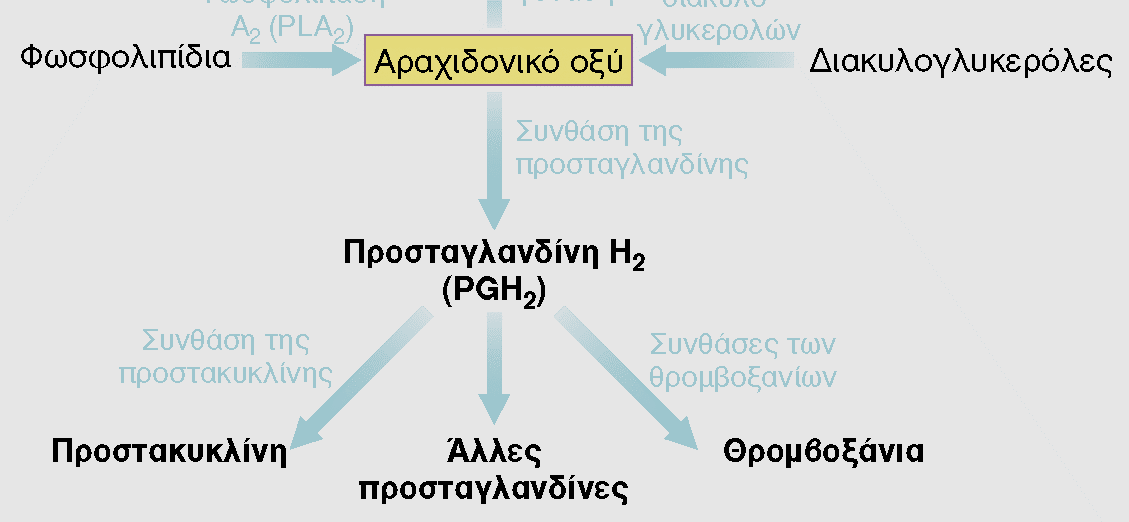 A₂ (PLA₂)
γλυκερολών
Φωσφολιπίδια
Αραχιδονικό οξύ
Διακυλογλυκερόλες
Συνθάση της
προσταγλανδίνης
Προσταγλανδίνη H₂
(PGH₂)
Συνθάση της
προστακυκλίνης
Συνθάσες των
θρομβοξανίων
Προστακυκλίνη
Άλλες
προσταγλανδίνες
Θρομβοξάνια